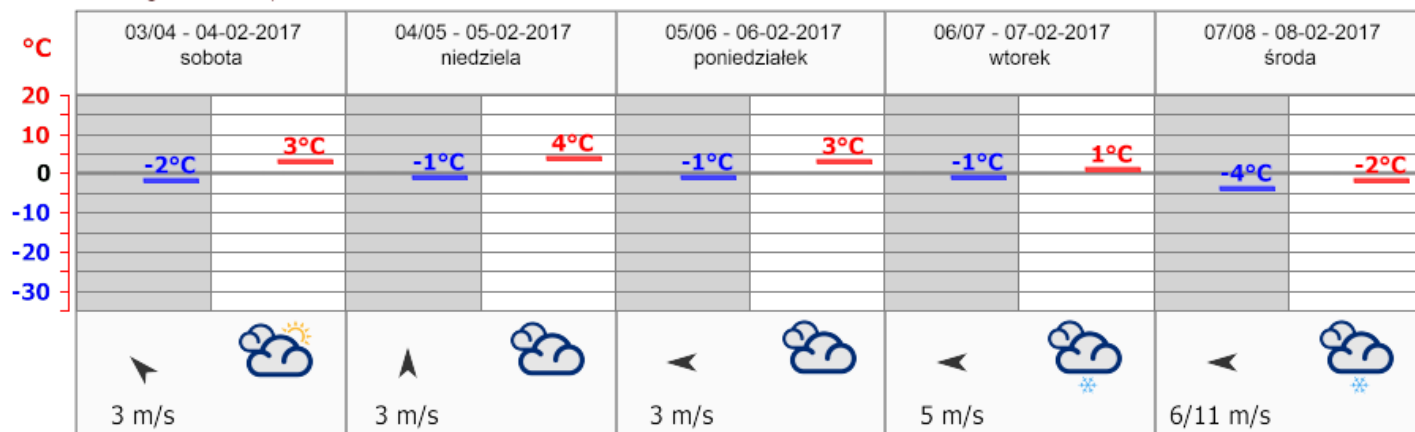 03/04 - 04-02-2017
sobota
04/05 - 05-02-2017
niedziela
05/06 - 06-02-2017
poniedziałek
06/07 - 07-02-2017
wtorek
07/08 - 08-02-2017
środa
°C
20
10
0
-10
-20
-30
-2°C
3°C
-1°C
4°C
-1°C
3°C
-1°C
1°C
-4°C
-2°C
3 m/s
3 m/s
3 m/s
5 m/s
6/11 m/s